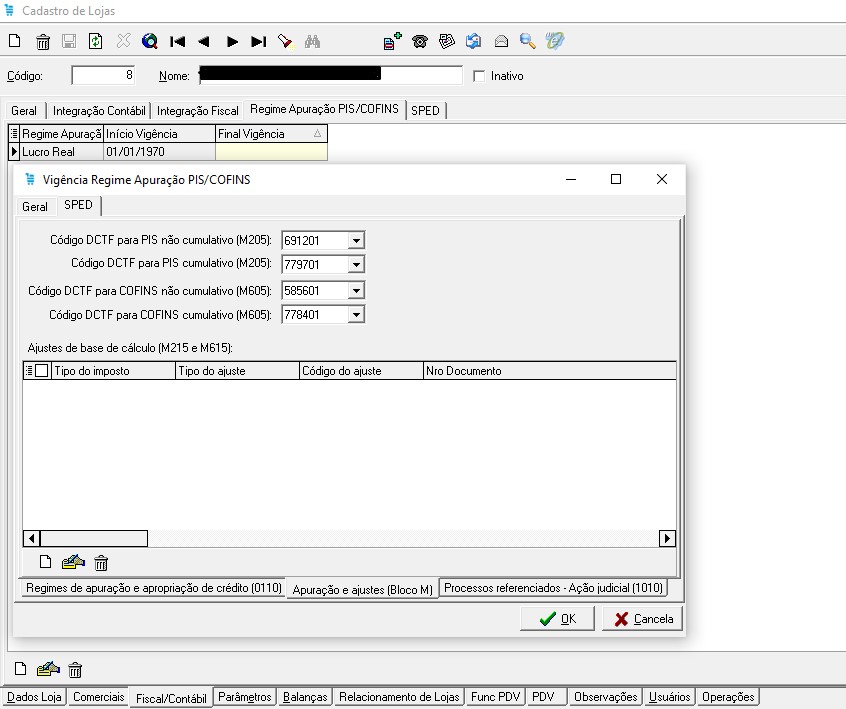 Cadastro de Lojas
Código: 8 Nome: Inativo
Geral Integração Contábil Integração Fiscal Regime Apuração PIS/COFINS SPED
Regime Apuraçã Início Vigência Final Vigência
Lucro Real 01/01/1970
Vigência Regime Apuração PIS/COFINS
Geral SPED
Código DCTF para PIS não cumulativo (M205): 691201
Código DCTF para PIS cumulativo (M205): 779701
Código DCTF para COFINS não cumulativo (M605): 585601
Código DCTF para COFINS cumulativo (M605): 778401
Ajustes de base de cálculo (M215 e M615):
Tipo do imposto Tipo do ajuste Código do ajuste Nro Documento
Regimes de apuração e apropriação de crédito (0110) Apuração e ajustes (Bloco M) Processos referenciados - Ação judicial (1010)
OK Cancela
Dados Loja Comerciais Fiscal/Contábil Parâmetros Balanças Relacionamento de Lojas Func PDV PDV Observações Usuários Operações